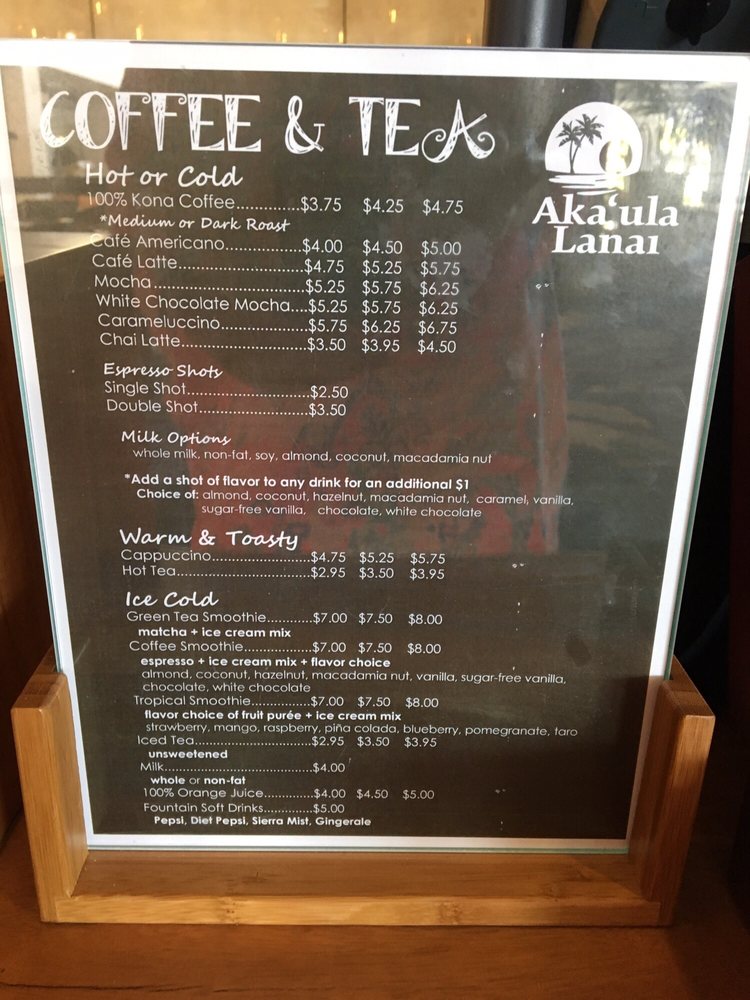 COFFEE & TEA
Aka'ula
Lanai
Hot or Cold
100% Kona Coffee..............$3.75 $4.25 $4.75
*Medium or Dark Roast
Café Americano.................$4.00 $4.50 $5.00
Café Latte............................$4.75 $5.25 $5.75
Mocha.................................$5.25 $5.75 $6.25
White Chocolate Mocha....$5.25 $5.75 $6.25
Carameluccino...................$5.75 $6.25 $6.75
Chai Latte............................$3.50 $3.95 $4.50
Espresso Shots
Single Shot...........................$2.50
Double Shot........................$3.50
Milk Options
whole milk, non-fat, soy, almond, coconut, macadamia nut
*Add a shot of flavor to any drink for an additional $1
Choice of: almond, coconut, hazelnut, macadamia nut, caramel, vanilla,
sugar-free vanilla, chocolate, white chocolate
Warm & Toasty
Cappuccino.......................$4.75 $5.25 $5.75
Hot Tea...............................$2.95 $3.50 $3.95
Ice Cold
Green Tea Smoothie...........$7.00 $7.50 $8.00
matcha + ice cream mix
Coffee Smoothie................$7.00 $7.50 $8.00
espresso + ice cream mix + flavor choice
almond, coconut, hazelnut, macadamia nut, vanilla, sugar-free vanilla,
chocolate, white chocolate
Tropical Smoothie..............$7.00 $7.50 $8.00
flavor choice of fruit purée + ice cream mix
strawberry, mango, raspberry, piña colada, blueberry, pomegranate, taro
Iced Tea...........................$2.95 $3.50 $3.95
unsweetened
Milk......................................$4.00
whole or non-fat
100% Orange Juice.............$4.00 $4.50 $5.00
Fountain Soft Drinks.............$5.00
Pepsi, Diet Pepsi, Sierra Mist, Gingerale